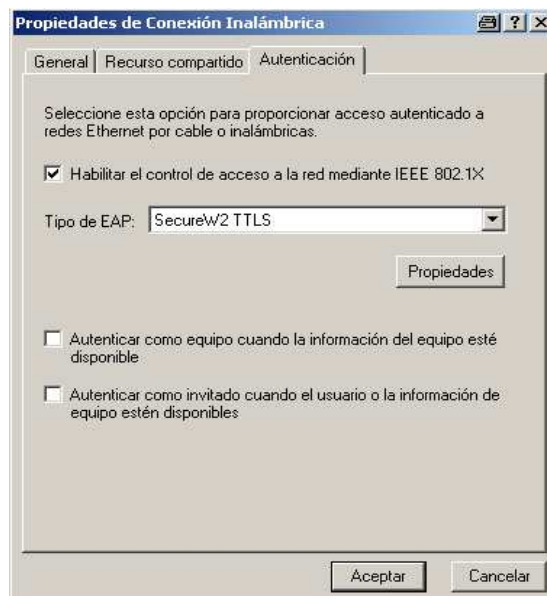 Propiedades de Conexión Inalámbrica
General Recurso compartido Autenticación
Seleccione esta opción para proporcionar acceso autenticado a
redes Ethernet por cable o inalámbricas.
Habilitar el control de acceso a la red mediante IEEE 802.1X
Tipo de EAP: SecureW2 TTLS
Propiedades
Autenticar como equipo cuando la información del equipo esté
disponible
Autenticar como invitado cuando el usuario o la información de
equipo estén disponibles
Aceptar Cancelar